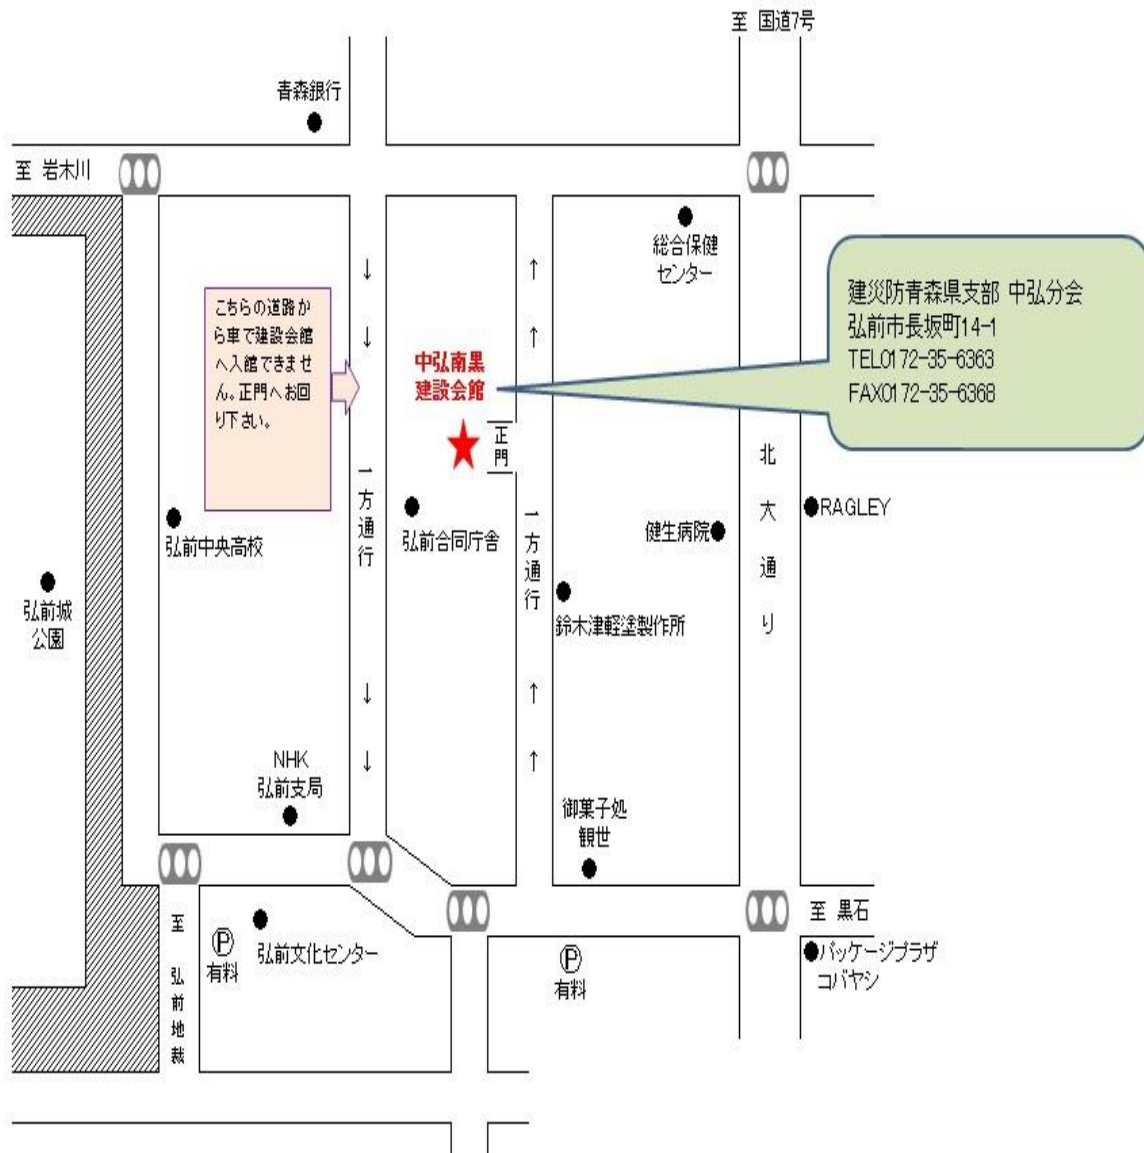 至 国道7号
青森銀行
至 岩木川
総合保健
センター
こちらの道路か
ら車で建設会館
へ入館できませ
ん。正門へお回
り下さい。
中弘南黒
建設会館
正門
建災防青森県支部 中弘分会
弘前市長坂町14-1
TEL0172-35-6363
FAX0172-35-6368
北大通り
一方通行
弘前中央高校
弘前合同庁舎
一方通行
健生病院
RAGLEY
弘前城
公園
鈴木津軽塗製作所
NHK
弘前支局
御菓子処
観世
至 弘前地裁
P
有料
弘前文化センター
P
有料
至 黒石
パッケージプラザ
コバヤシ